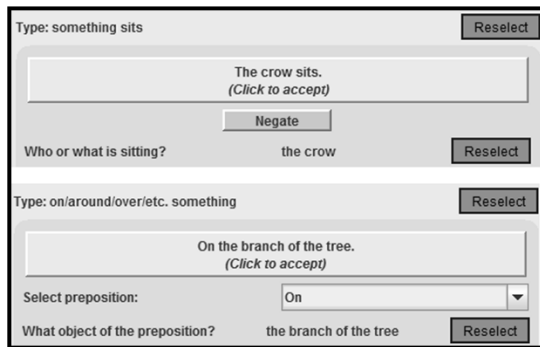 Type: something sits Reselect
The crow sits.
(Click to accept)
Negate
Who or what is sitting? the crow Reselect
Type: on/around/over/etc. something Reselect
On the branch of the tree.
(Click to accept)
Select preposition: On
What object of the preposition? the branch of the tree Reselect